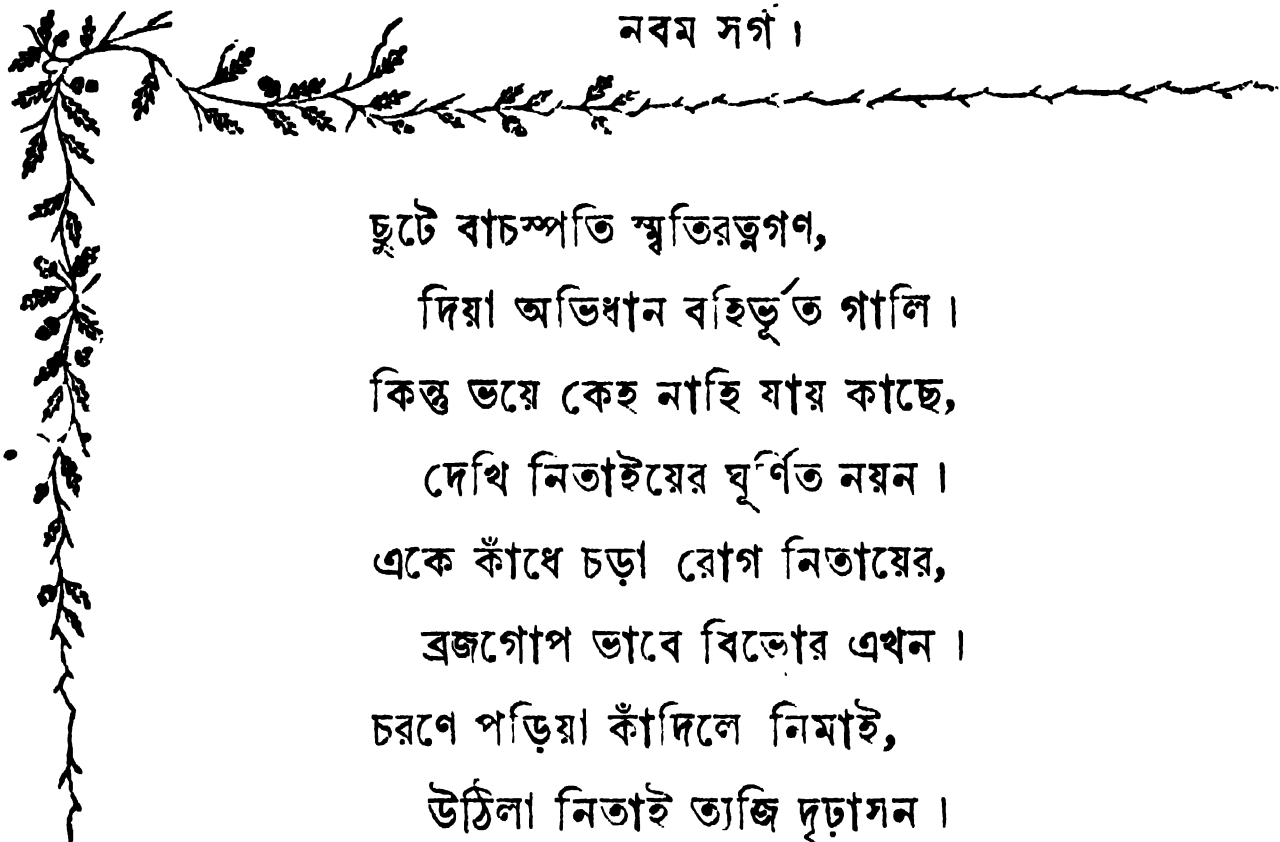 নবম সর্গ।
ছুটে বাচস্পতি স্মৃতিরত্নগণ,
দিয়া অভিধান বহির্ভূত গালি।
কিন্তু ভয়ে কেহ নাহি যায় কাছে,
দেখি নিতাইয়ের ঘূর্ণিত নয়ন।
একে কাঁধে চড়া রোগ নিতায়ের,
ব্রজগোপ ভাবে বিভোর এখন।
চরণে পড়িয়া কাঁদিলে নিমাই,
উঠিলা নিতাই ত্যজি দৃঢ়াসন।